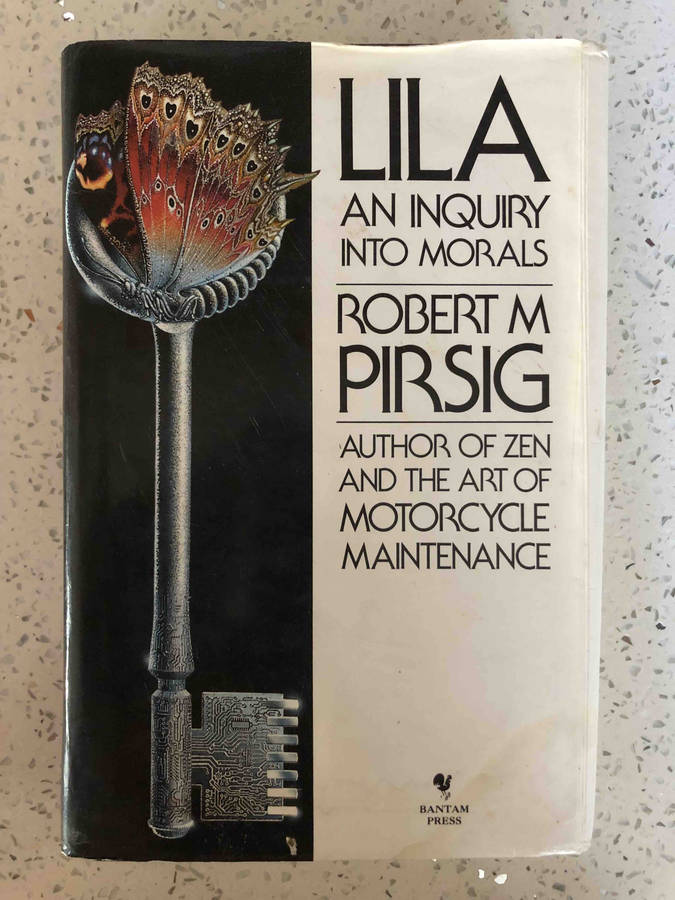 LILA
AN INQUIRY
INTO MORALS
ROBERT M
PIRSIG
AUTHOR OF ZEN
AND THE ART OF
MOTORCYCLE
MAINTENANCE
BANTAM
PRESS